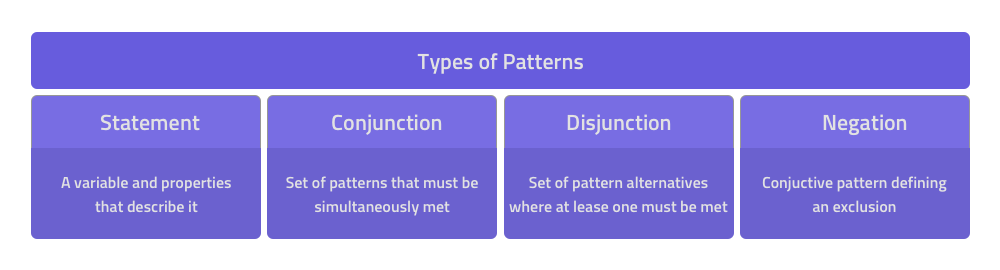 Types of Patterns
Statement
A variable and properties
that describe it
Conjunction
Set of patterns that must be
simultaneously met
Disjunction
Set of pattern alternatives
where at lease one must be met
Negation
Conjuctive pattern defining
an exclusion